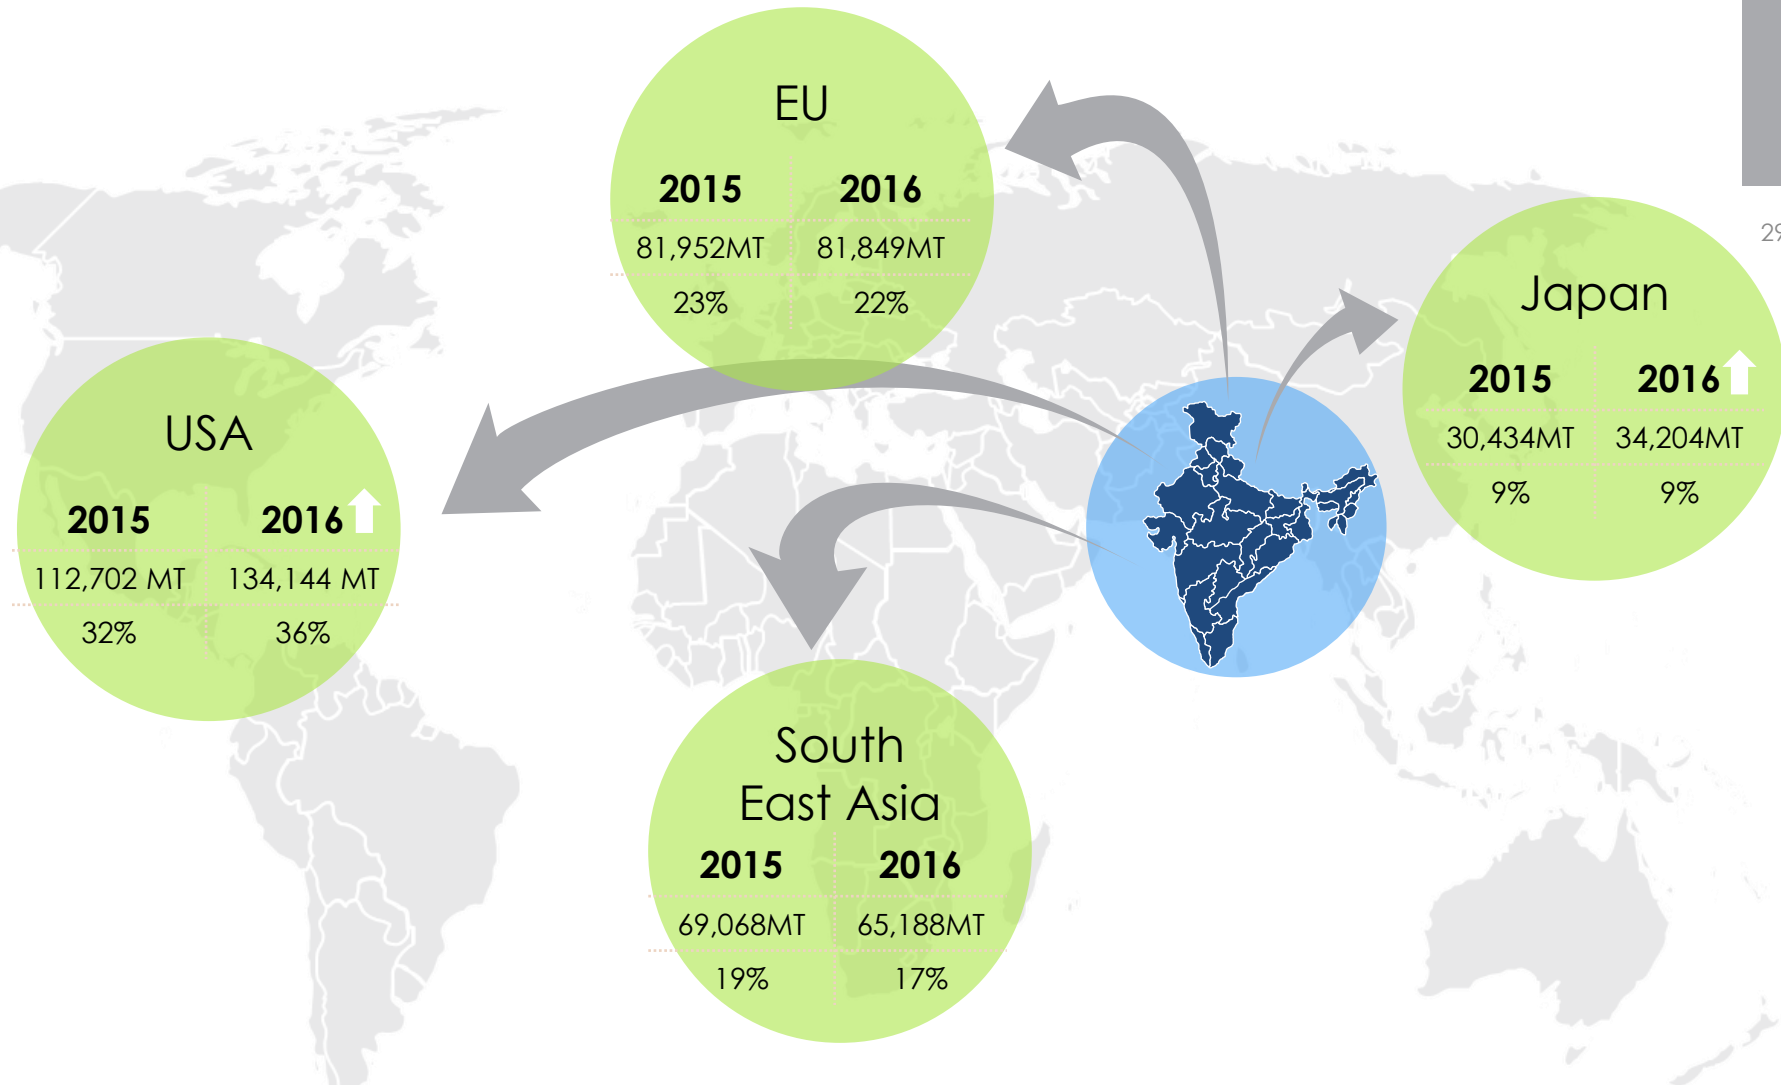 EU
2015 2016
81,952MT 81,849MT
23% 22%
29
Japan
2015 2016
30,434MT 34,204MT
9% 9%
USA
2015 2016
112,702 MT 134,144 MT
32% 36%
South
East Asia
2015 2016
69,068MT 65,188MT
19% 17%